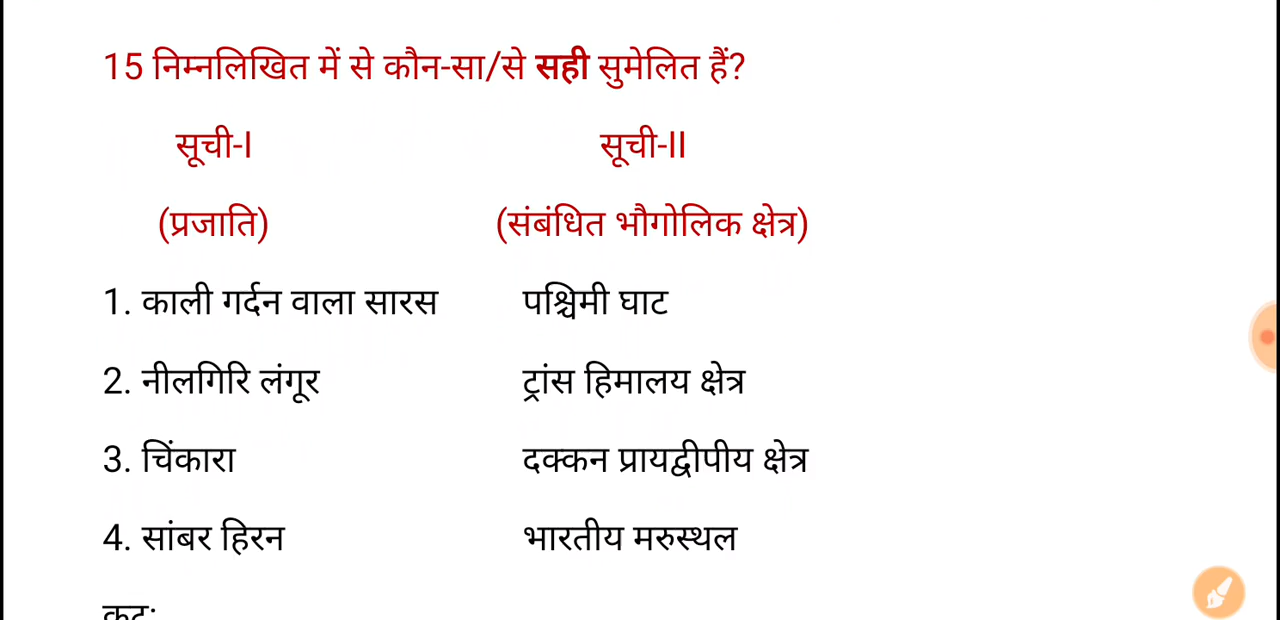 15 निम्नलिखित में से कौन-सा/से सही सुमेलित हैं?
सूची-I सूची-II
(प्रजाति) (संबंधित भौगोलिक क्षेत्र)
1. काली गर्दन वाला सारस पश्चिमी घाट
2. नीलगिरि लंगूर ट्रांस हिमालय क्षेत्र
3. चिंकारा दक्कन प्रायद्वीपीय क्षेत्र
4. सांबर हिरन भारतीय मरुस्थल